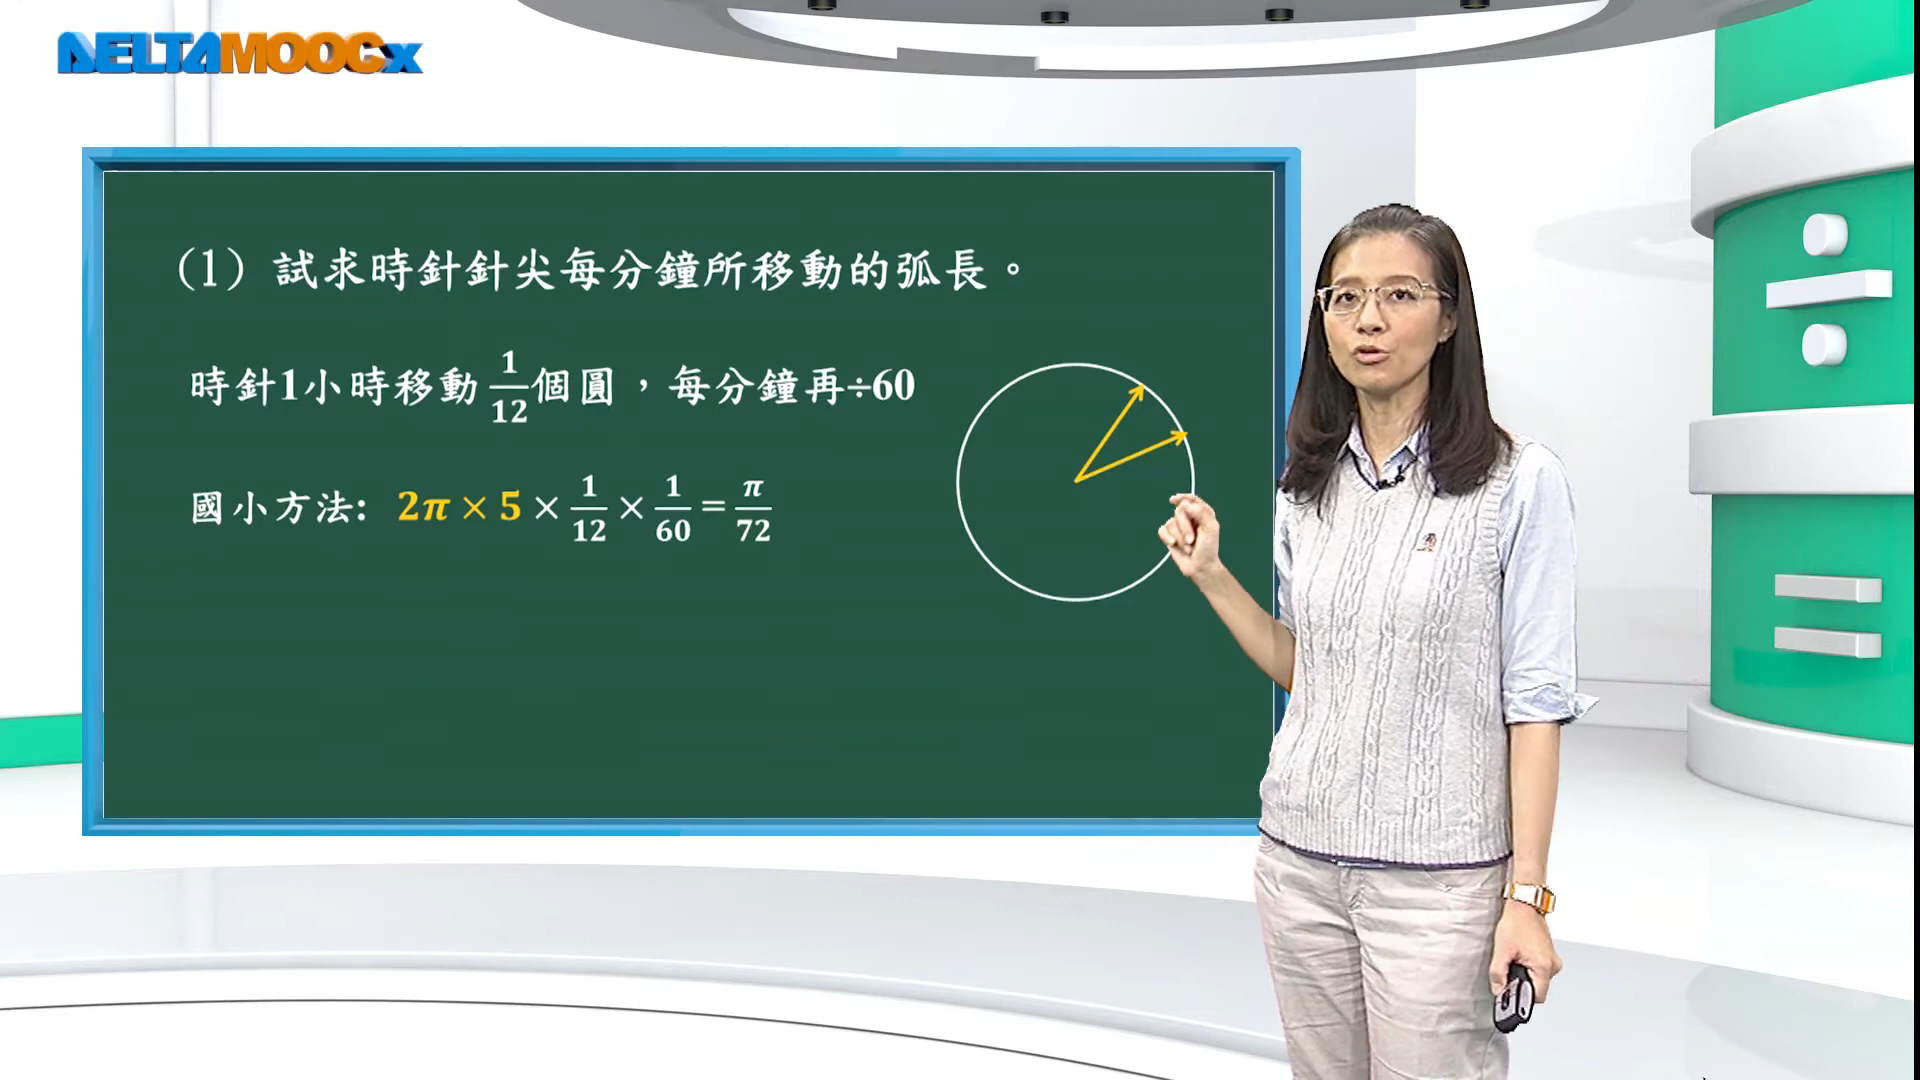 DELTAMOOCx
(1) 試求時針針尖每分鐘所移動的弧長。
時針1小時移動 1/12 個圓，每分鐘再÷60
國小方法: 2π × 5 × 1/12 × 1/60 = π/72